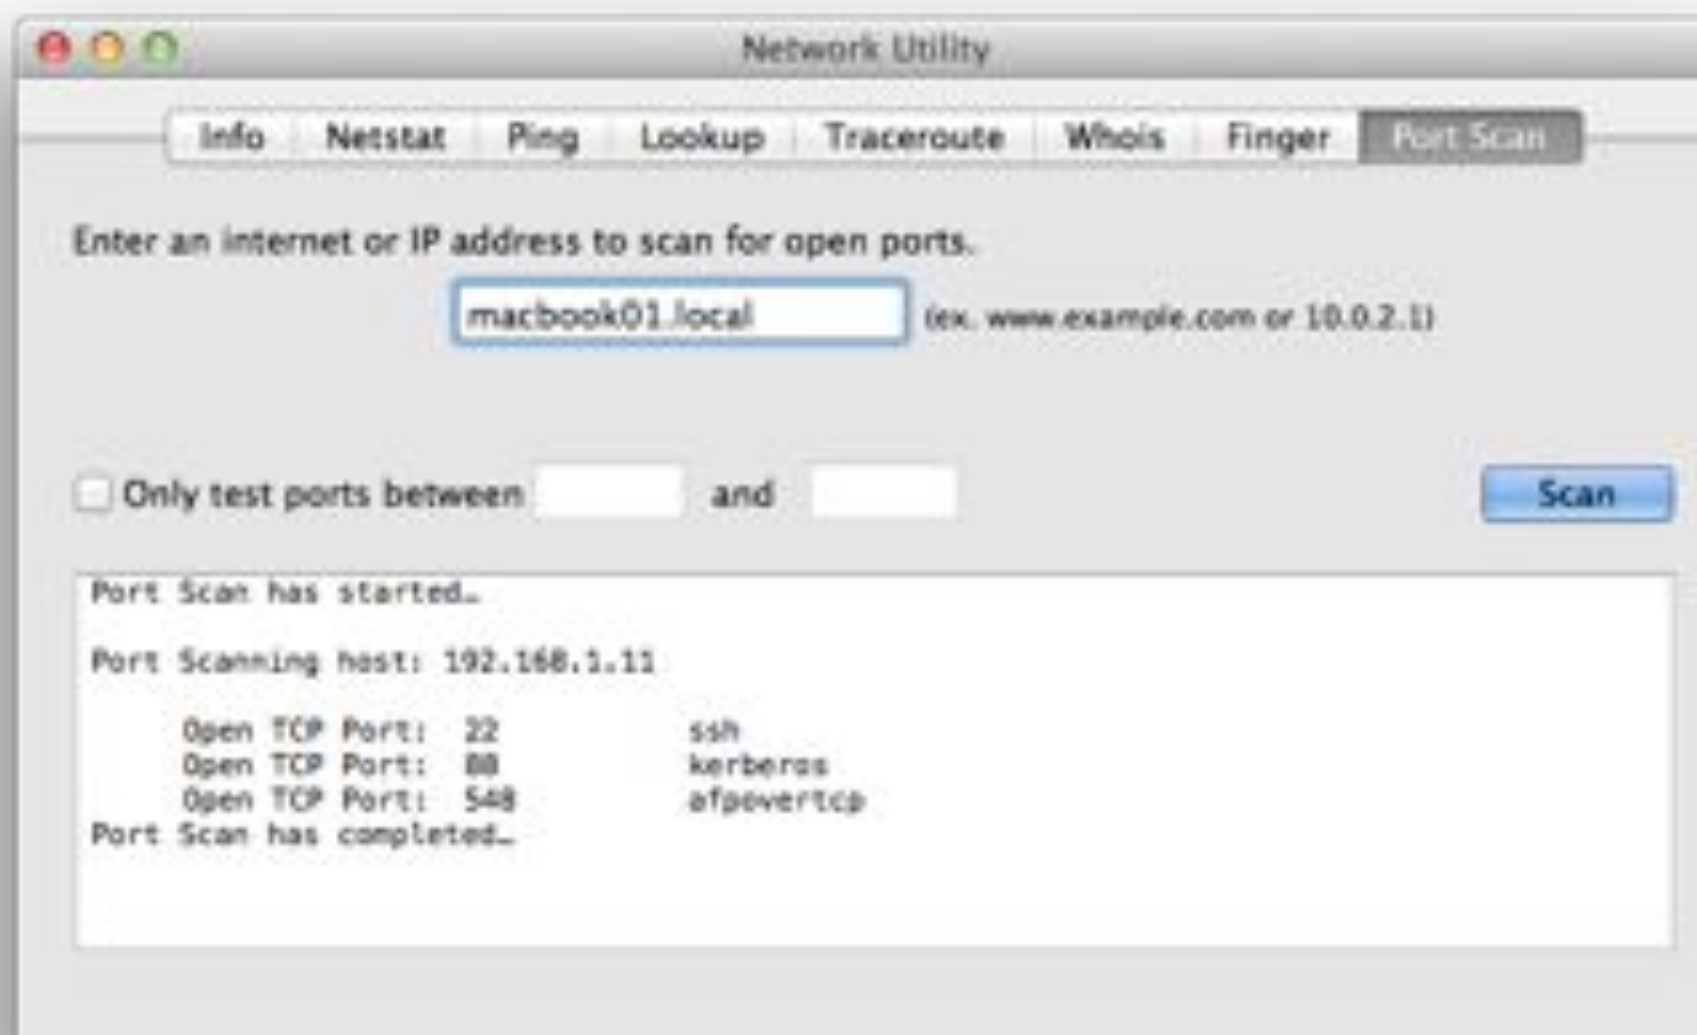 Network Utility
Info Netstat Ping Lookup Traceroute Whois Finger Port Scan
Enter an internet or IP address to scan for open ports.
macbook01.local (ex. www.example.com or 10.0.2.1)
Only test ports between and Scan
Port Scan has started…
Port Scanning host: 192.168.1.11
Open TCP Port: 22 ssh
Open TCP Port: 88 kerberos
Open TCP Port: 548 afpovertcp
Port Scan has completed…